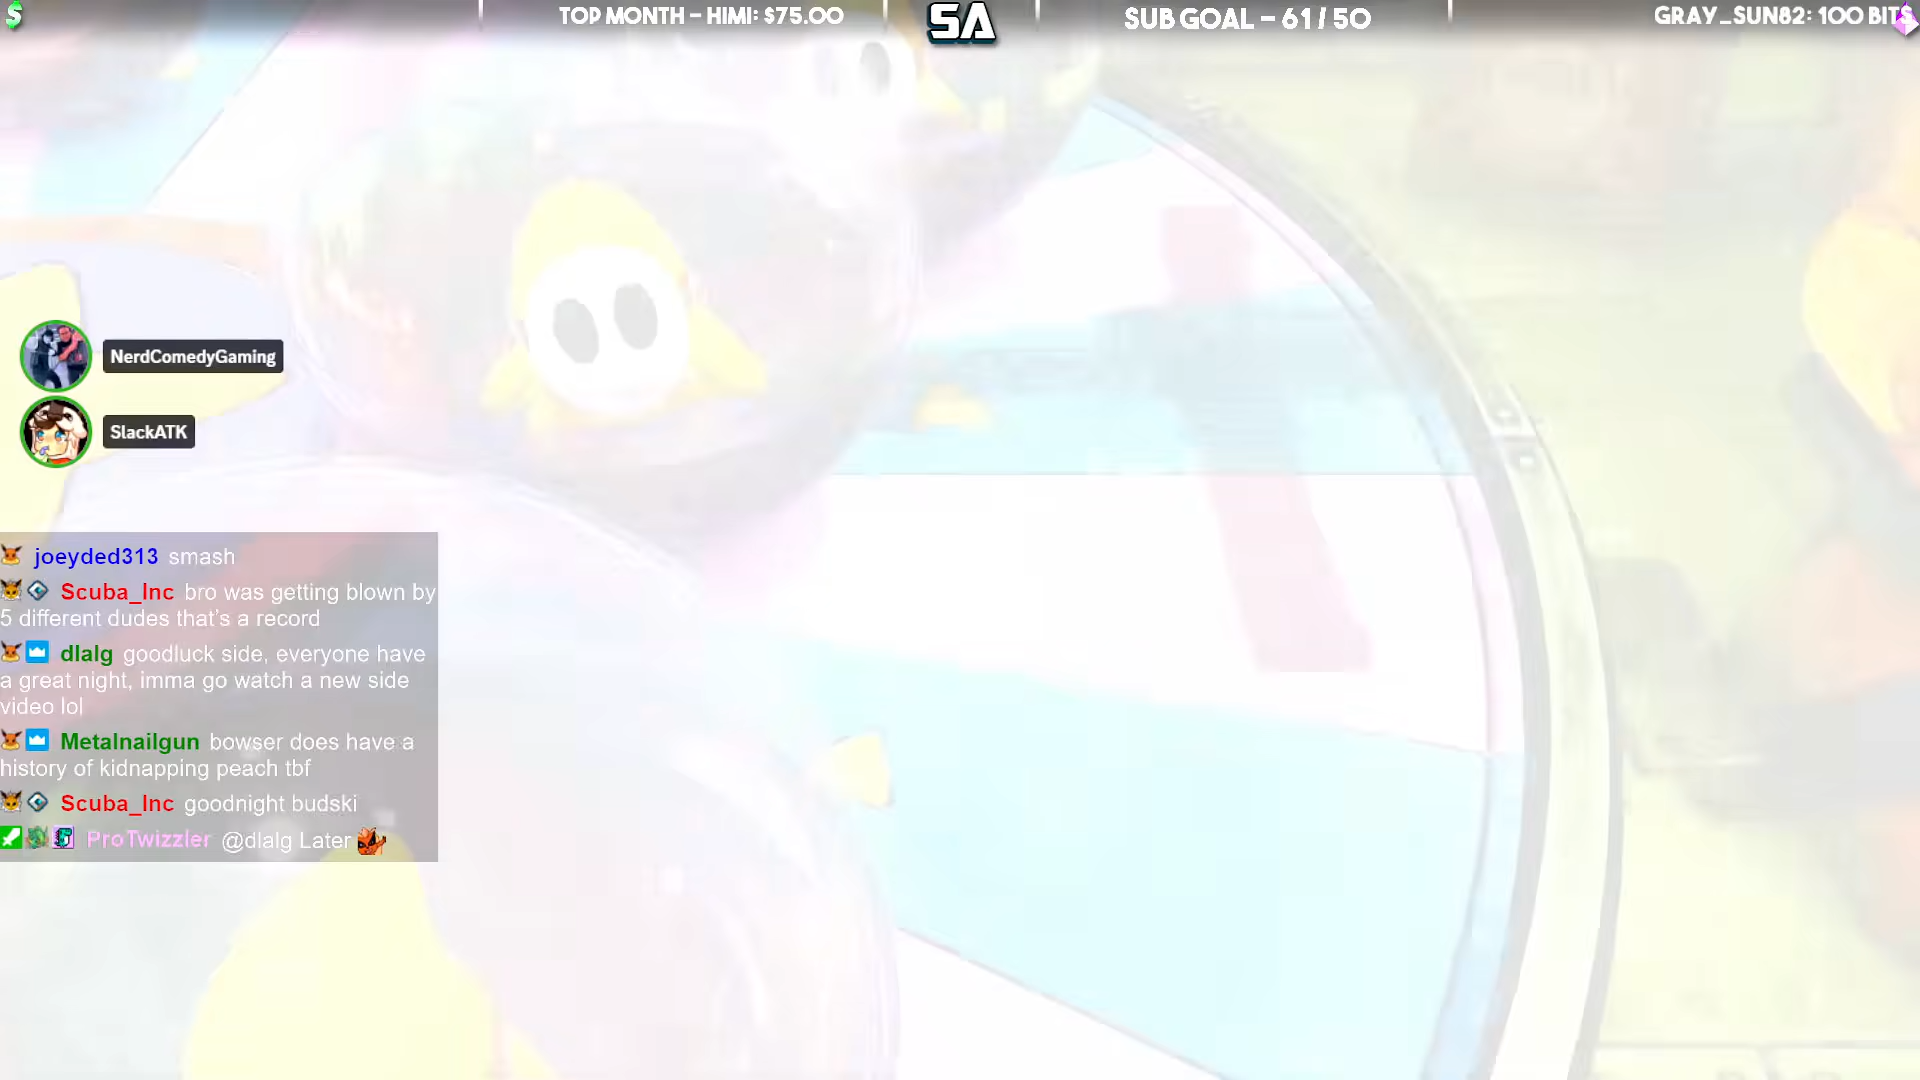 $ TOP MONTH - HIMI: $75.00 SA SUB GOAL - 61 / 50 GRAY_SUN82: 100 BITS
NerdComedyGaming
SlackATK
joyeded313 smash
Scuba_Inc bro was getting blown by
5 different dudes that's a record
dlalg goodluck side, everyone have
a great night, imma go watch a new side
video lol
Metalnailgun bowser does have a
history of kidnapping peach tbf
Scuba_Inc goodnight budski
ProTwizzler @dlalg Later